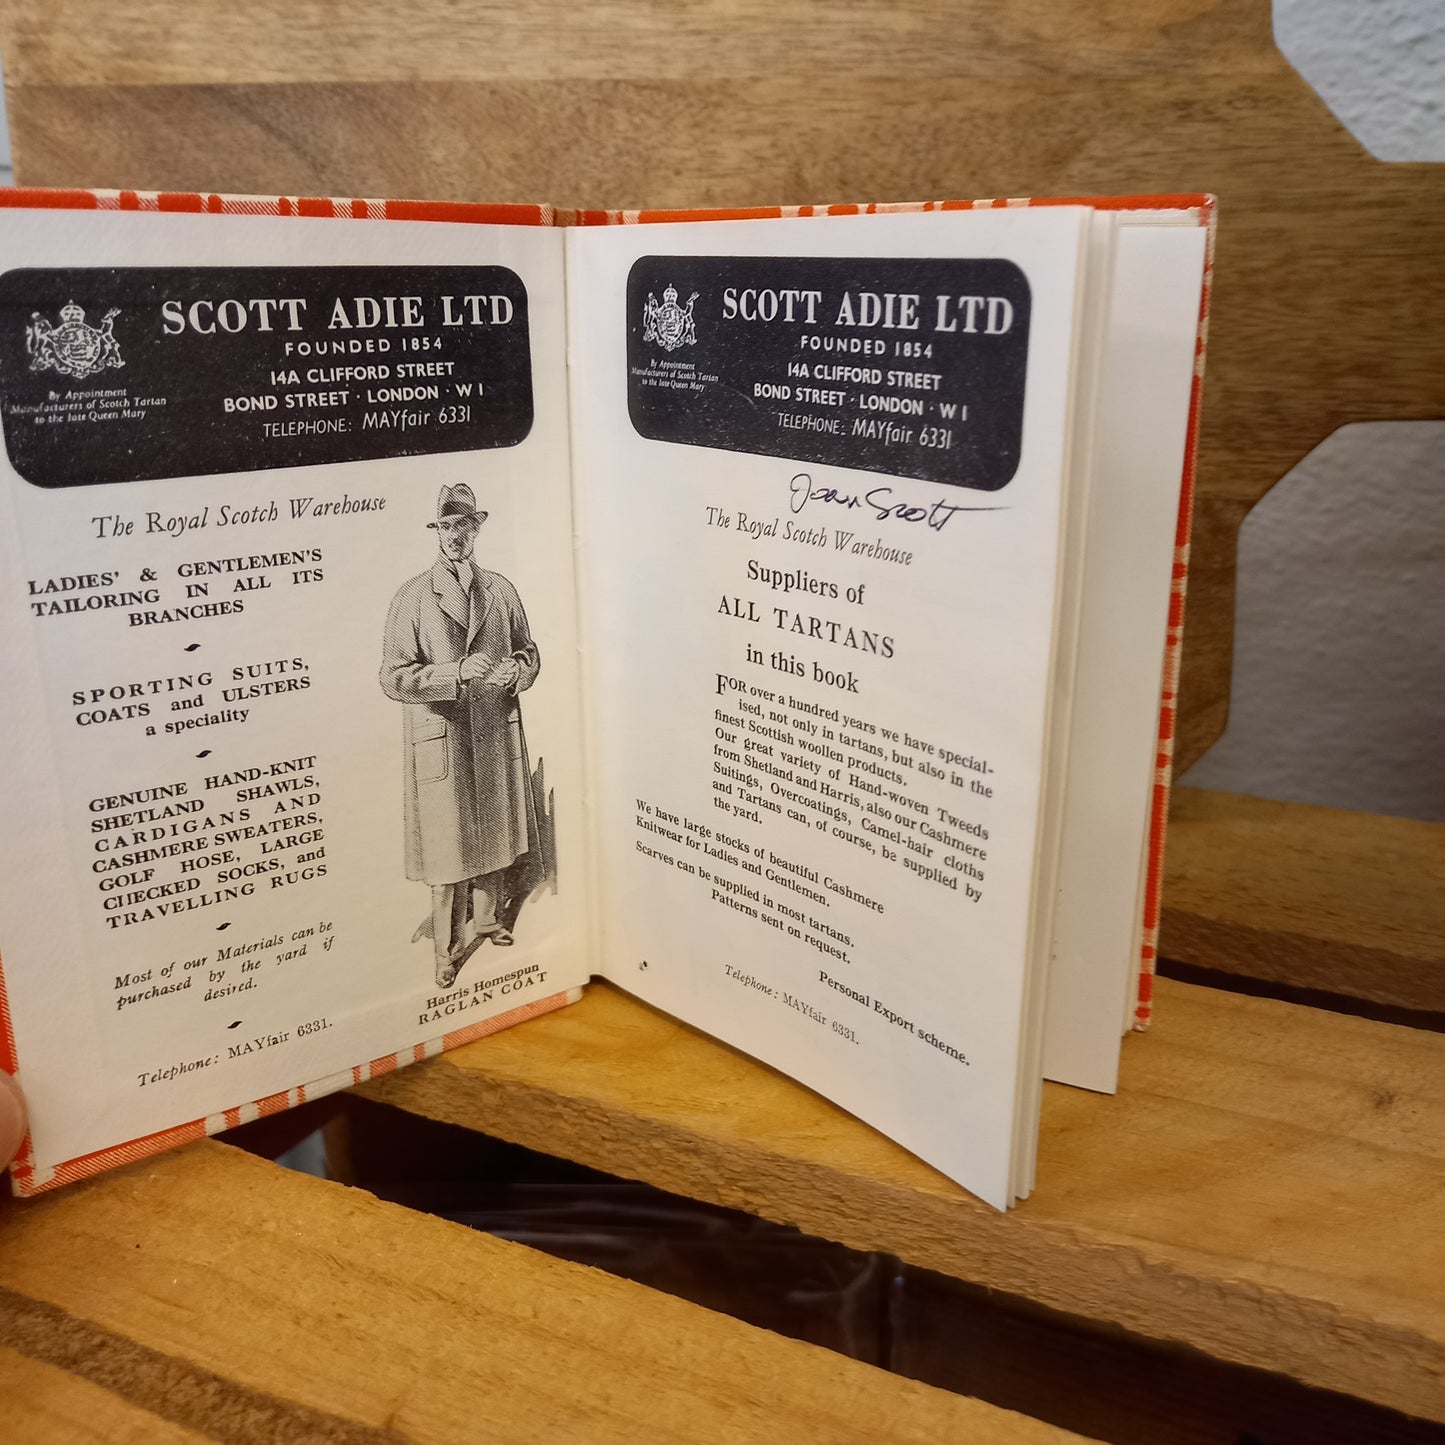 SCOTT ADIE LTD
FOUNDED 1854
14A CLIFFORD STREET
BOND STREET · LONDON · W1
TELEPHONE: MAYfair 6331
By Appointment
Manufacturers of Scotch Tartan
to the late Queen Mary
The Royal Scotch Warehouse
LADIES' & GENTLEMEN'S
TAILORING IN ALL ITS
BRANCHES
SPORTING SUITS,
COATS and ULSTERS
a speciality
GENUINE HAND-KNIT
SHETLAND SHAWLS,
CARDIGANS AND
CASHMERE SWEATERS,
GOLF HOSE, LARGE
CHECKED SOCKS, and
TRAVELLING RUGS
Most of our Materials can be
purchased by the yard if
desired.
Telephone: MAYfair 6331.
Harris Homespun
RAGLAN COAT
SCOTT ADIE LTD
FOUNDED 1854
14A CLIFFORD STREET
BOND STREET · LONDON · W1
TELEPHONE: MAYfair 6331
By Appointment
Manufacturers of Scotch Tartan
to the late Queen Mary
Joan Scott
The Royal Scotch Warehouse
Suppliers of
ALL TARTANS
in this book
FOR over a hundred years we have special-
ised, not only in tartans, but also in the
finest Scottish woollen products.
Our great variety of Hand-woven Tweeds
from Shetland and Harris, also our Cashmere
Suitings, Overcoatings, Camel-hair cloths
and Tartans can, of course, be supplied by
the yard.
We have large stocks of beautiful Cashmere
Knitwear for Ladies and Gentlemen.
Scarves can be supplied in most tartans.
Patterns sent on request.
Personal Export scheme.
Telephone: MAYfair 6331.